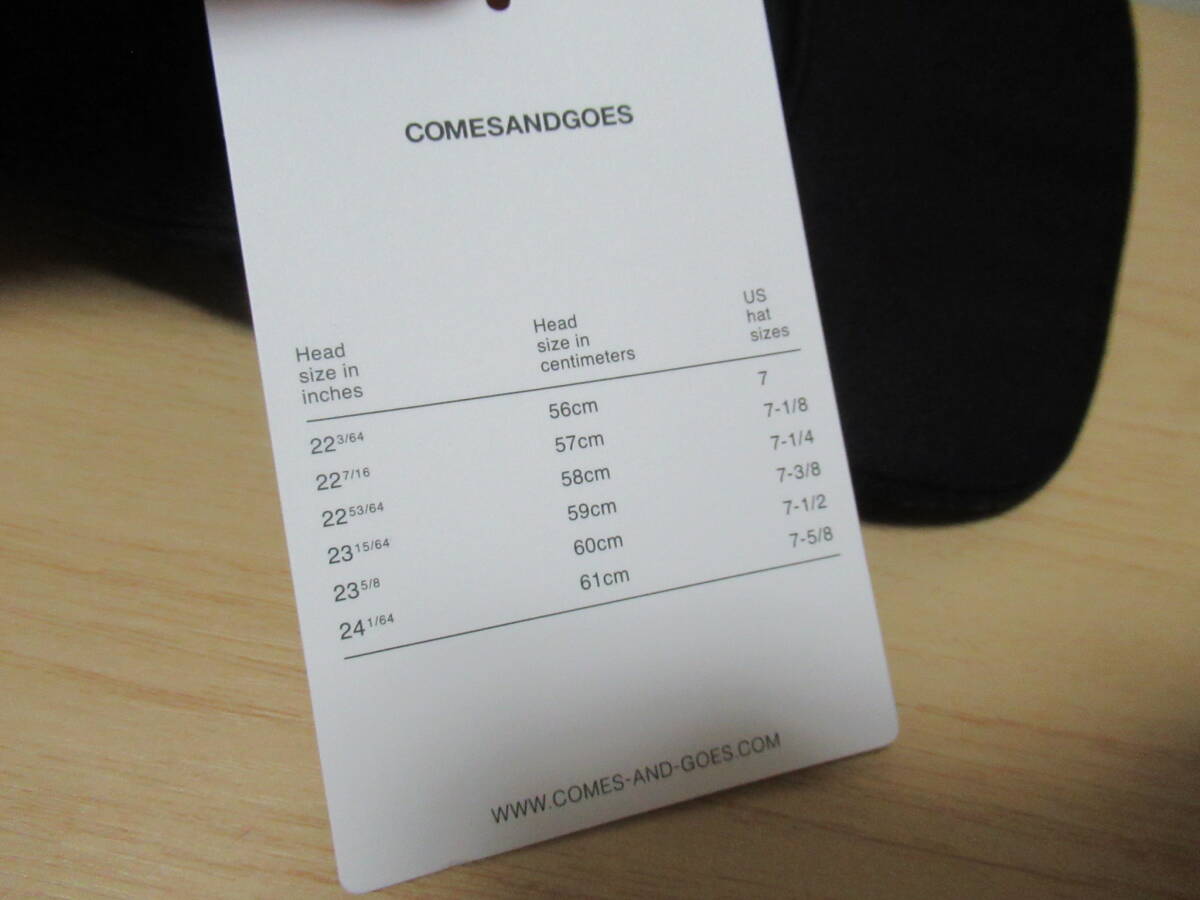 COMESANDGOES
Head
size in
inches
Head
size in
centimeters
US
hat
sizes
22 3/64 56cm 7
22 7/16 57cm 7-1/8
22 53/64 58cm 7-1/4
23 15/64 59cm 7-3/8
23 5/8 60cm 7-1/2
24 1/64 61cm 7-5/8
WWW.COMES-AND-GOES.COM